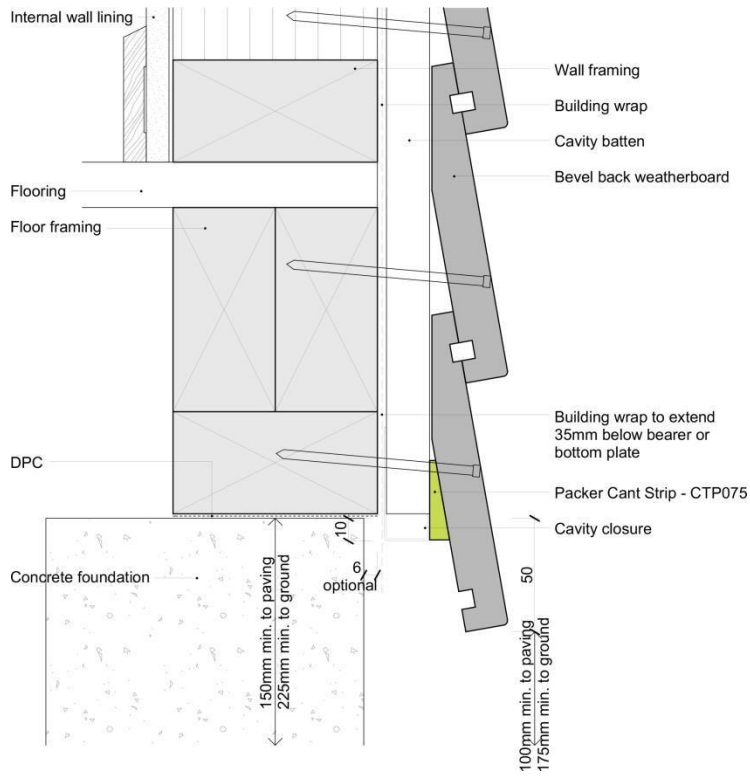 Internal wall lining
Wall framing
Building wrap
Cavity batten
Bevel back weatherboard
Flooring
Floor framing
Building wrap to extend
35mm below bearer or
bottom plate
DPC
Packer Cant Strip - CTP075
Cavity closure
10
6
optional
50
Concrete foundation
150mm min. to paving
225mm min. to ground
100mm min. to paving
175mm min. to ground